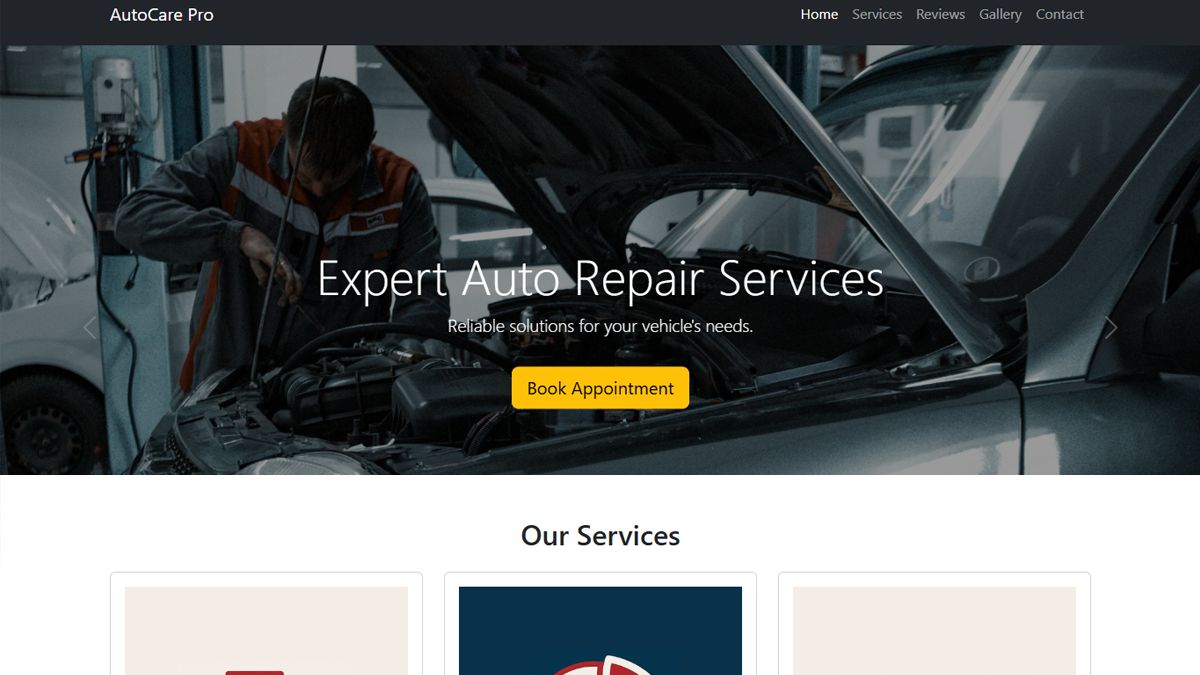 AutoCare Pro
Home Services Reviews Gallery Contact
Expert Auto Repair Services
Reliable solutions for your vehicle's needs.
Book Appointment
Our Services